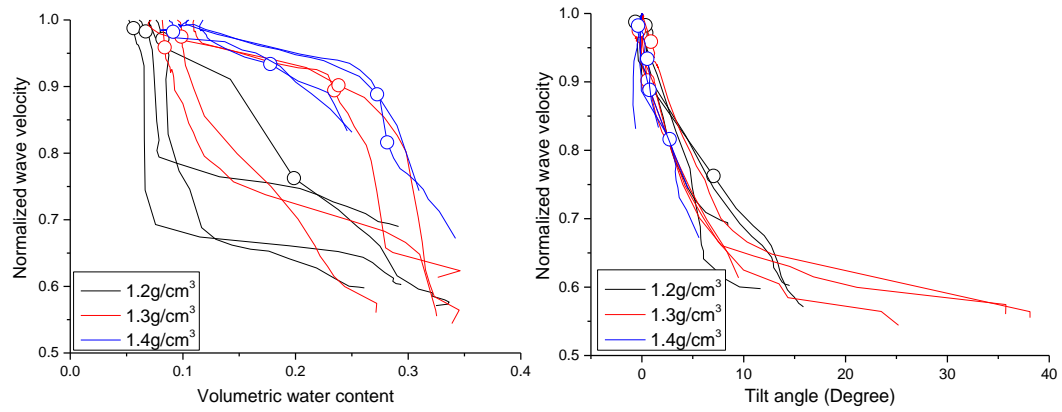 Normalized wave velocity
1.0
0.9
0.8
0.7
0.6
0.5
0.0
0.1
0.2
0.3
0.4
Volumetric water content
1.2g/cm³
1.3g/cm³
1.4g/cm³
Normalized wave velocity
1.0
0.9
0.8
0.7
0.6
0.5
0
10
20
30
40
Tilt angle (Degree)
1.2g/cm³
1.3g/cm³
1.4g/cm³